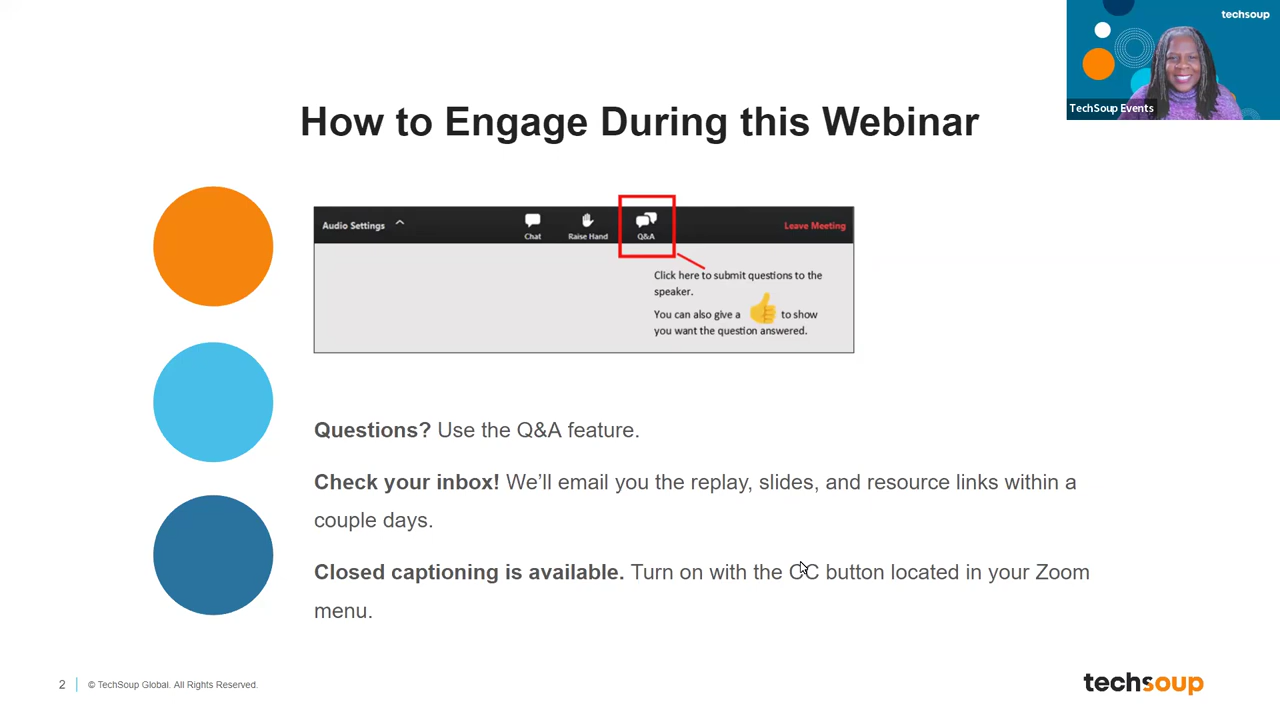 techsoup
TechSoup Events
How to Engage During this Webinar
Audio Settings
Chat
Raise Hand
Q&A
Leave Meeting
Click here to submit questions to the
speaker.
You can also give a to show
you want the question answered.
Questions? Use the Q&A feature.
Check your inbox! We’ll email you the replay, slides, and resource links within a
couple days.
Closed captioning is available. Turn on with the CC button located in your Zoom
menu.
2
© TechSoup Global. All Rights Reserved.
techsoup